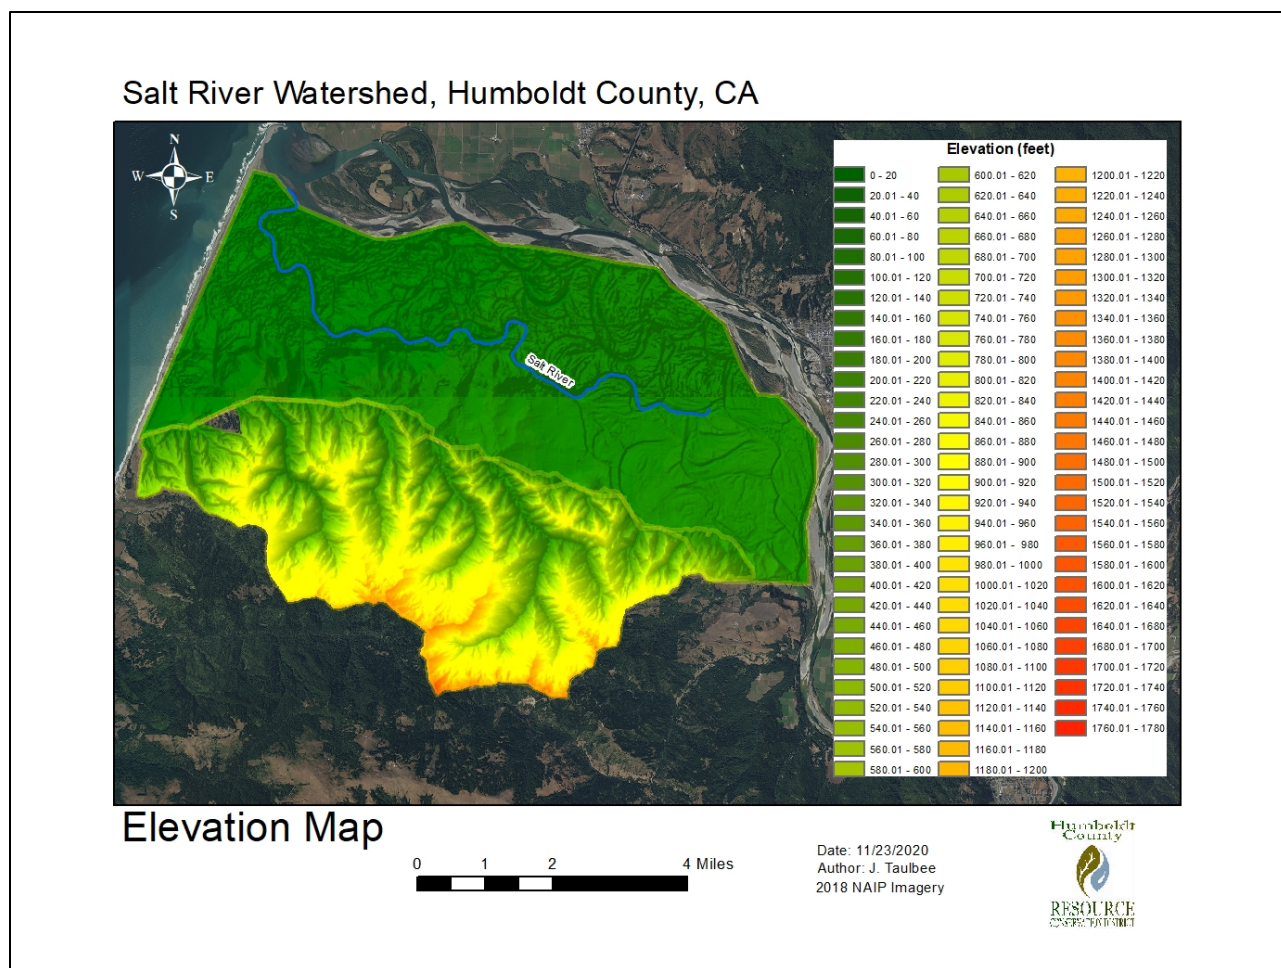 Salt River Watershed, Humboldt County, CA
N
W
E
S
Salt River
Elevation (feet)
0 - 20
20.01 - 40
40.01 - 60
60.01 - 80
80.01 - 100
100.01 - 120
120.01 - 140
140.01 - 160
160.01 - 180
180.01 - 200
200.01 - 220
220.01 - 240
240.01 - 260
260.01 - 280
280.01 - 300
300.01 - 320
320.01 - 340
340.01 - 360
360.01 - 380
380.01 - 400
400.01 - 420
420.01 - 440
440.01 - 460
460.01 - 480
480.01 - 500
500.01 - 520
520.01 - 540
540.01 - 560
560.01 - 580
580.01 - 600
600.01 - 620
620.01 - 640
640.01 - 660
660.01 - 680
680.01 - 700
700.01 - 720
720.01 - 740
740.01 - 760
760.01 - 780
780.01 - 800
800.01 - 820
820.01 - 840
840.01 - 860
860.01 - 880
880.01 - 900
900.01 - 920
920.01 - 940
940.01 - 960
960.01 - 980
980.01 - 1000
1000.01 - 1020
1020.01 - 1040
1040.01 - 1060
1060.01 - 1080
1080.01 - 1100
1100.01 - 1120
1120.01 - 1140
1140.01 - 1160
1160.01 - 1180
1180.01 - 1200
1200.01 - 1220
1220.01 - 1240
1240.01 - 1260
1260.01 - 1280
1280.01 - 1300
1300.01 - 1320
1320.01 - 1340
1340.01 - 1360
1360.01 - 1380
1380.01 - 1400
1400.01 - 1420
1420.01 - 1440
1440.01 - 1460
1460.01 - 1480
1480.01 - 1500
1500.01 - 1520
1520.01 - 1540
1540.01 - 1560
1560.01 - 1580
1580.01 - 1600
1600.01 - 1620
1620.01 - 1640
1640.01 - 1680
1680.01 - 1700
1700.01 - 1720
1720.01 - 1740
1740.01 - 1760
1760.01 - 1780
Elevation Map
0 1 2 4 Miles
Date: 11/23/2020
Author: J. Taulbee
2018 NAIP Imagery
Humboldt
County
RESOURCE
CONSERVATION DISTRICT